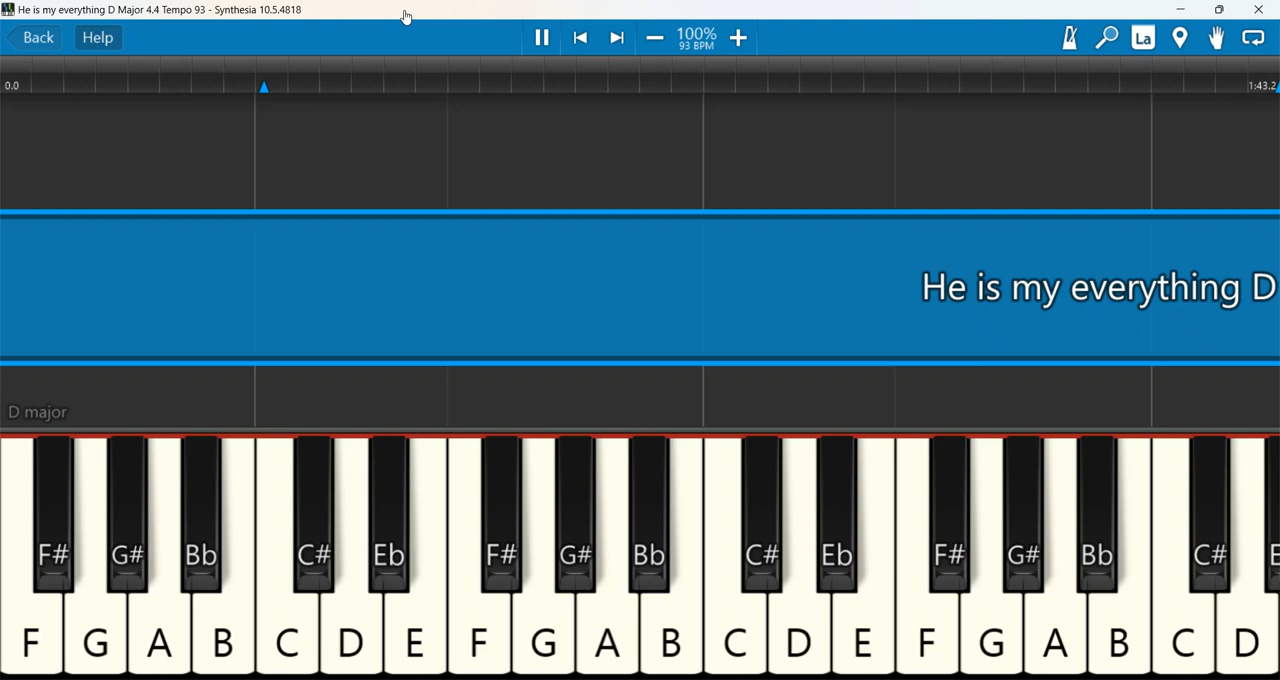 He is my everything D Major 4.4 Tempo 93 - Synthesia 10.5.4818
Back Help 100% La
93 BPM
0.0 1:43.2
He is my everything D
D major
F# G# Bb C# Eb F# G# Bb C# Eb F# G# Bb C# E
F G A B C D E F G A B C D E F G A B C D